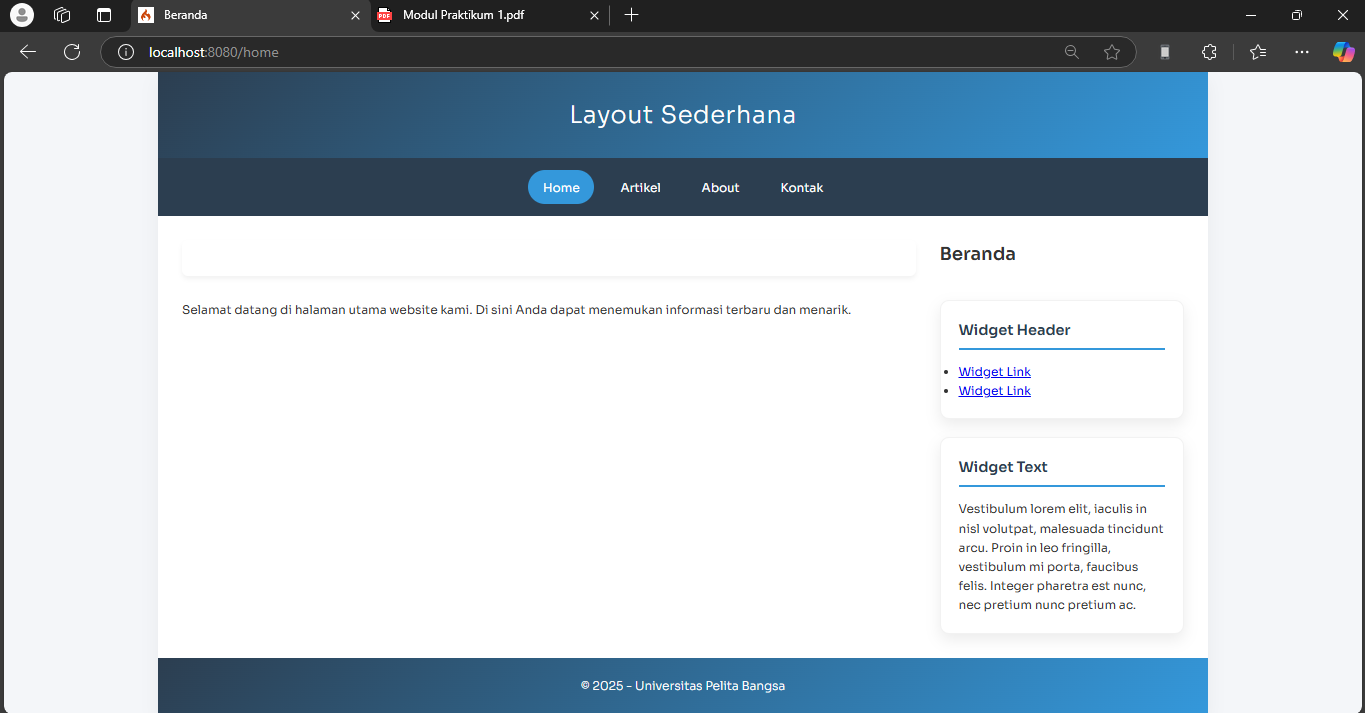 Beranda
PDF
Modul Praktikum 1.pdf
localhost:8080/home
Layout Sederhana
Home
Artikel
About
Kontak
Beranda
Selamat datang di halaman utama website kami. Di sini Anda dapat menemukan informasi terbaru dan menarik.
Widget Header
Widget Link
Widget Link
Widget Text
Vestibulum lorem elit, iaculis in
nisl volutpat, malesuada tincidunt
arcu. Proin in leo fringilla,
vestibulum mi porta, faucibus
felis. Integer pharetra est nunc,
nec pretium nunc pretium ac.
© 2025 - Universitas Pelita Bangsa